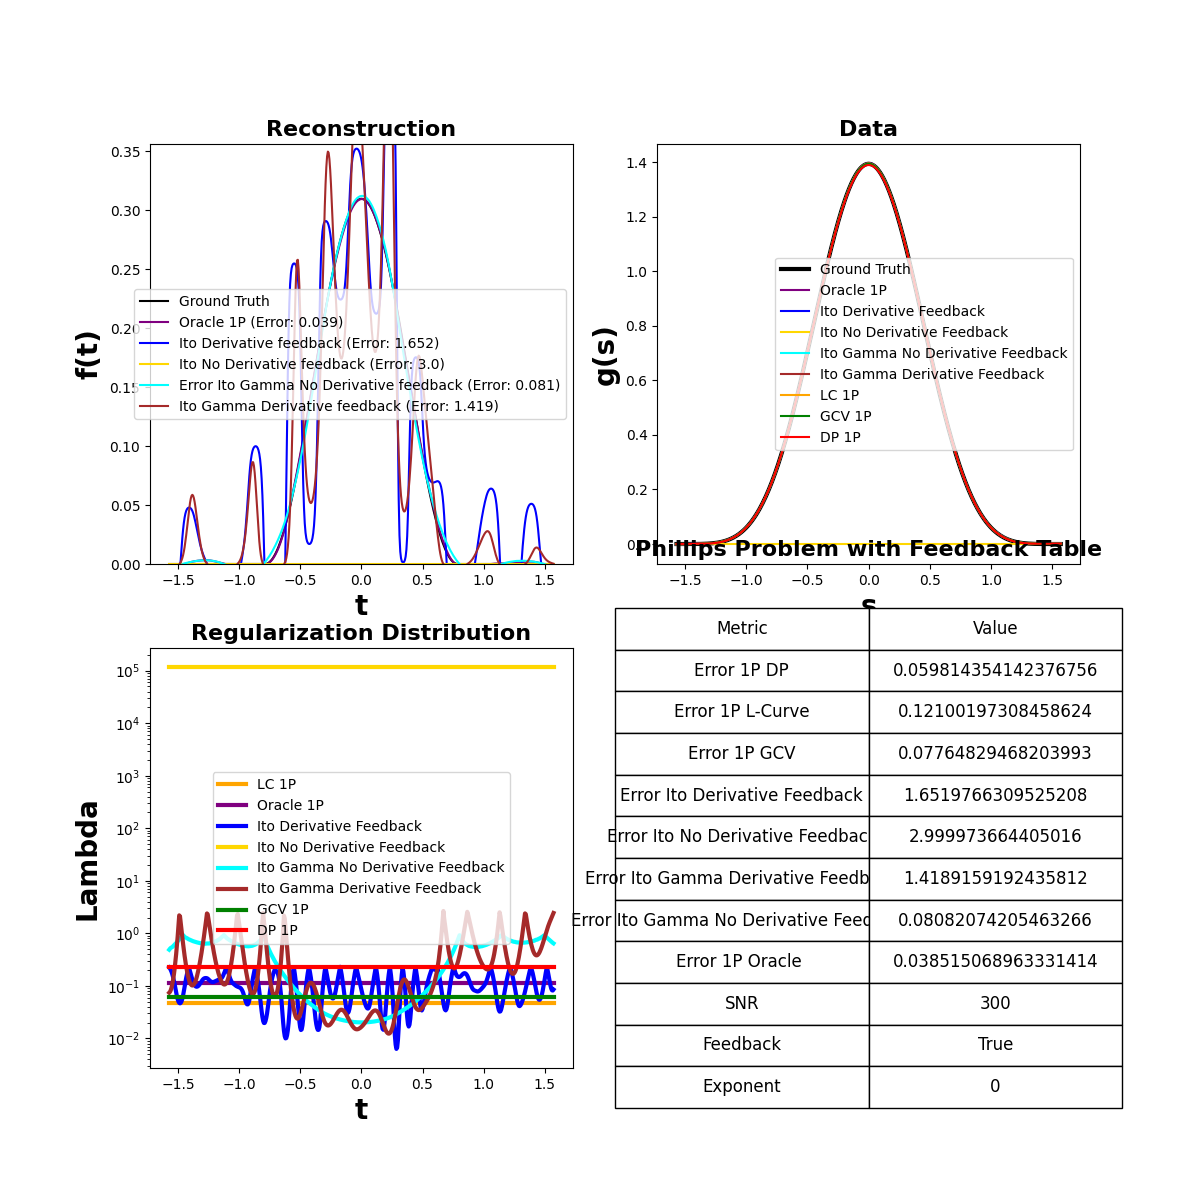 Reconstruction
f(t)
0.35
0.30
0.25
0.20
0.15
0.10
0.05
0.00
Ground Truth
Oracle 1P (Error: 0.039)
Ito Derivative feedback (Error: 1.652)
Ito No Derivative feedback (Error: 3.0)
Error Ito Gamma No Derivative feedback (Error: 0.081)
Ito Gamma Derivative feedback (Error: 1.419)
−1.5 −1.0 −0.5 0.0 0.5 1.0 1.5
t
Data
g(s)
1.4
1.2
1.0
0.8
0.6
0.4
0.2
Ground Truth
Oracle 1P
Ito Derivative Feedback
Ito No Derivative Feedback
Ito Gamma No Derivative Feedback
Ito Gamma Derivative Feedback
LC 1P
GCV 1P
DP 1P
−1.5 −1.0 −0.5 0.0 0.5 1.0 1.5
s
Regularization Distribution
Lambda
10^5
10^4
10^3
10^2
10^1
10^0
10^−1
10^−2
LC 1P
Oracle 1P
Ito Derivative Feedback
Ito No Derivative Feedback
Ito Gamma No Derivative Feedback
Ito Gamma Derivative Feedback
GCV 1P
DP 1P
−1.5 −1.0 −0.5 0.0 0.5 1.0 1.5
t
Phillips Problem with Feedback Table
Metric Value
Error 1P DP 0.059814354142376756
Error 1P L-Curve 0.12100197308458624
Error 1P GCV 0.07764829468203993
Error Ito Derivative Feedback 1.6519766309525208
Error Ito No Derivative Feedbac 2.999973664405016
Error Ito Gamma Derivative Feedb 1.4189159192435812
Error Ito Gamma No Derivative Feed 0.08082074205463266
Error 1P Oracle 0.038515068963331414
SNR 300
Feedback True
Exponent 0